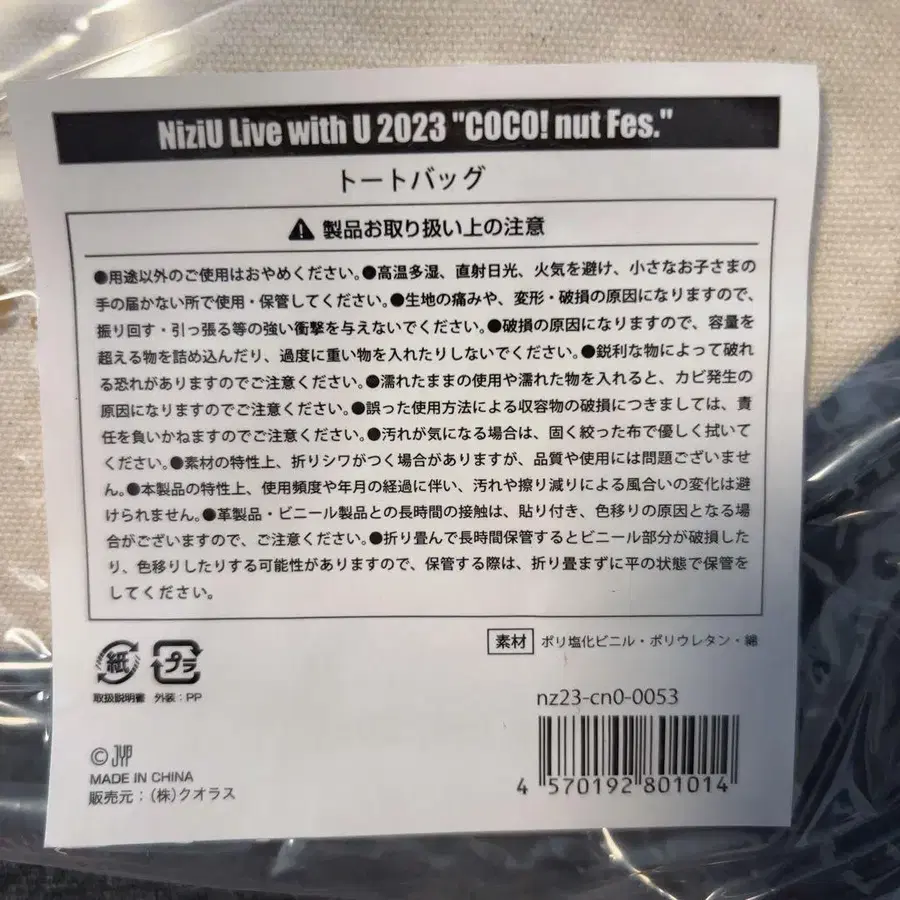 NiziU Live with U 2023 "COCO! nut Fes."
トートバッグ
製品お取り扱い上の注意
●用途以外のご使用はおやめください。●高温多湿、直射日光、火気を避け、小さなお子さまの
手の届かない所で使用・保管してください。●生地の痛みや、変形・破損の原因になりますので、
振り回す・引っ張る等の強い衝撃を与えないでください。●破損の原因になりますので、容量を
超える物を詰め込んだり、過度に重い物を入れたりしないでください。●鋭利な物によって破れ
る恐れがありますのでご注意ください。●濡れたままの使用や濡れた物を入れると、カビ発生の
原因になりますのでご注意ください。●誤った使用方法による収容物の破損につきましては、責
任を負いかねますのでご注意ください。●汚れが気になる場合は、固く絞った布で優しく拭いて
ください。●素材の特性上、折りシワがつく場合がありますが、品質や使用には問題ございませ
ん。●本製品の特性上、使用頻度や年月の経過に伴い、汚れや擦り減りによる風合いの変化は避
けられません。●革製品・ビニール製品との長時間の接触は、貼り付き、色移りの原因となる場
合がございますので、ご注意ください。●折り畳んで長時間保管するとビニール部分が破損した
り、色移りしたりする可能性がありますので、保管する際は、折り畳まずに平の状態で保管を
してください。
素材 ポリ塩化ビニル・ポリウレタン・綿
紙 プラ
取扱説明書 外装：PP
nz23-cn0-0053
4 570192 801014
© JYP
MADE IN CHINA
販売元：(株)クオラス